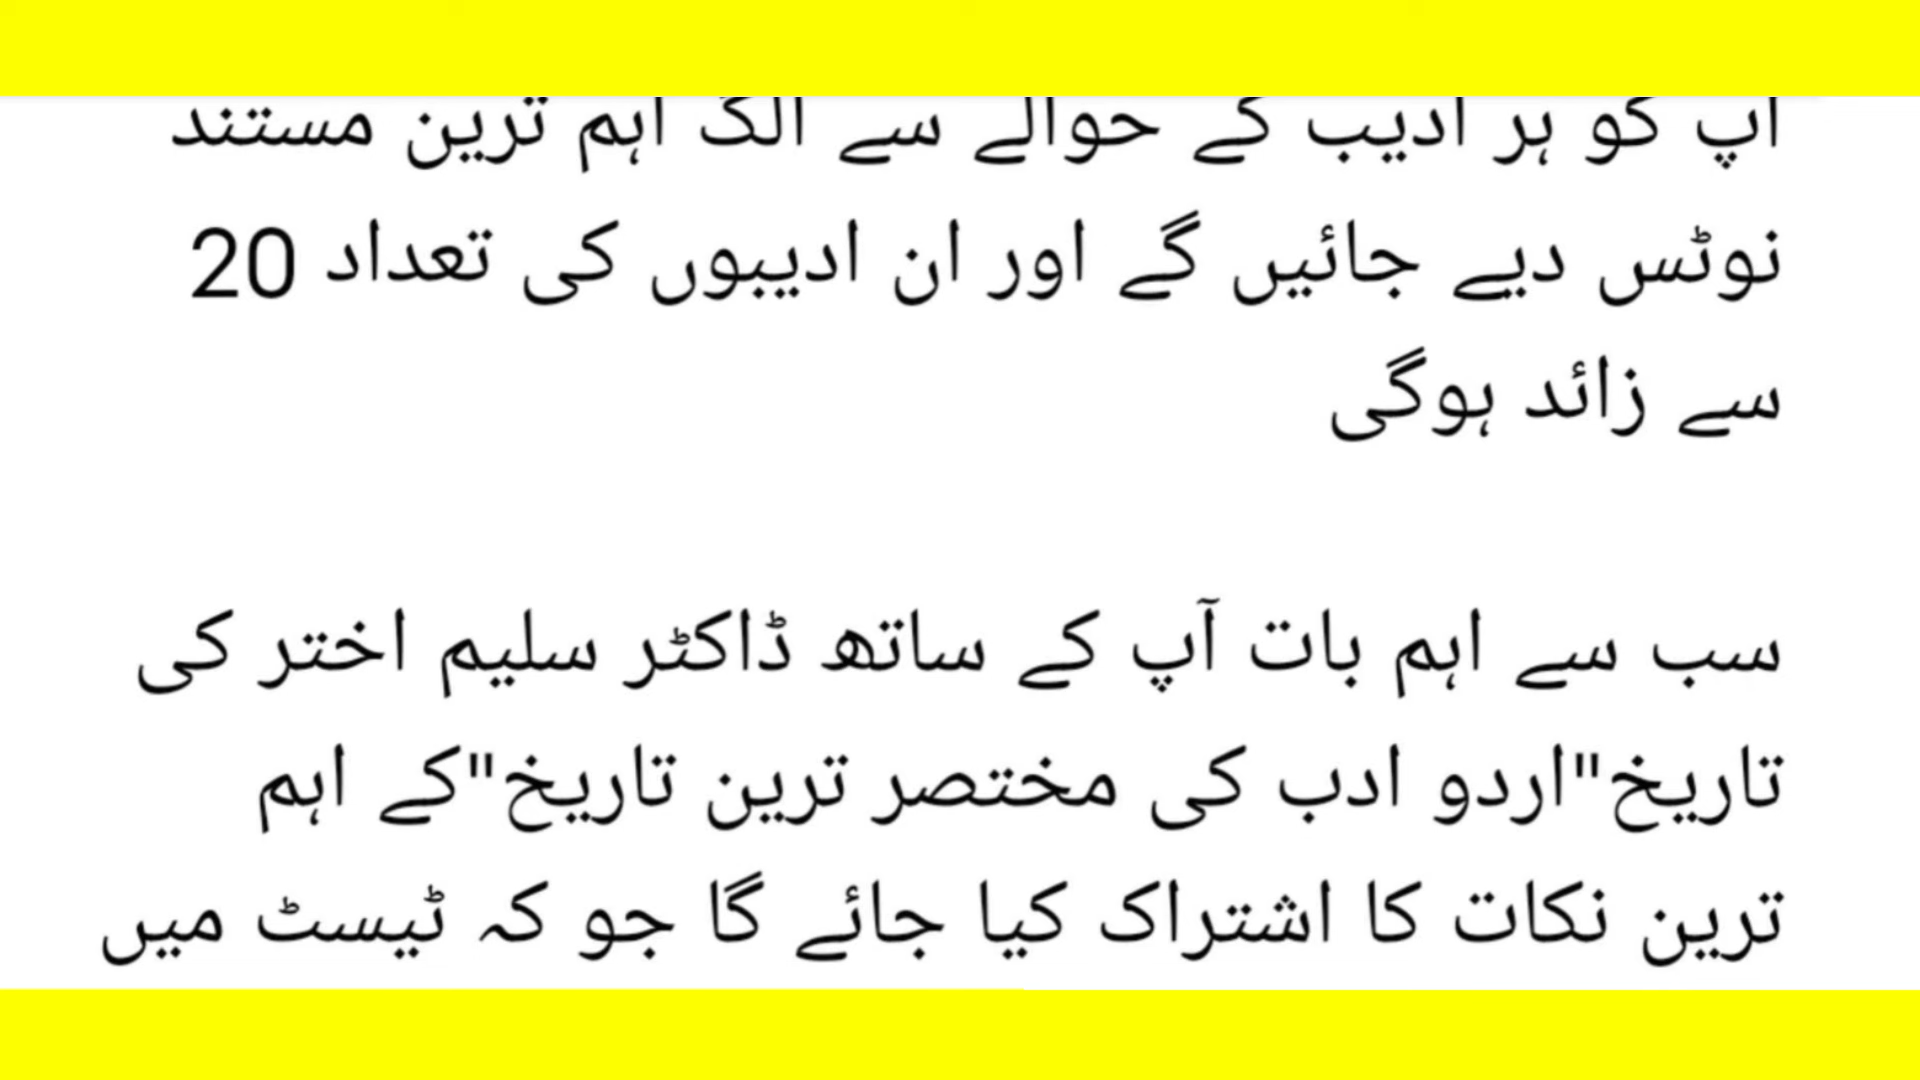 آپ کو ہر ادیب کے حوالے سے الگ اہم ترین مستند
نوٹس دیے جائیں گے اور ان ادیبوں کی تعداد 20
سے زائد ہوگی
سب سے اہم بات آپ کے ساتھ ڈاکٹر سلیم اختر کی
تاریخ"اردو ادب کی مختصر ترین تاریخ"کے اہم
ترین نکات کا اشتراک کیا جائے گا جو کہ ٹیسٹ میں